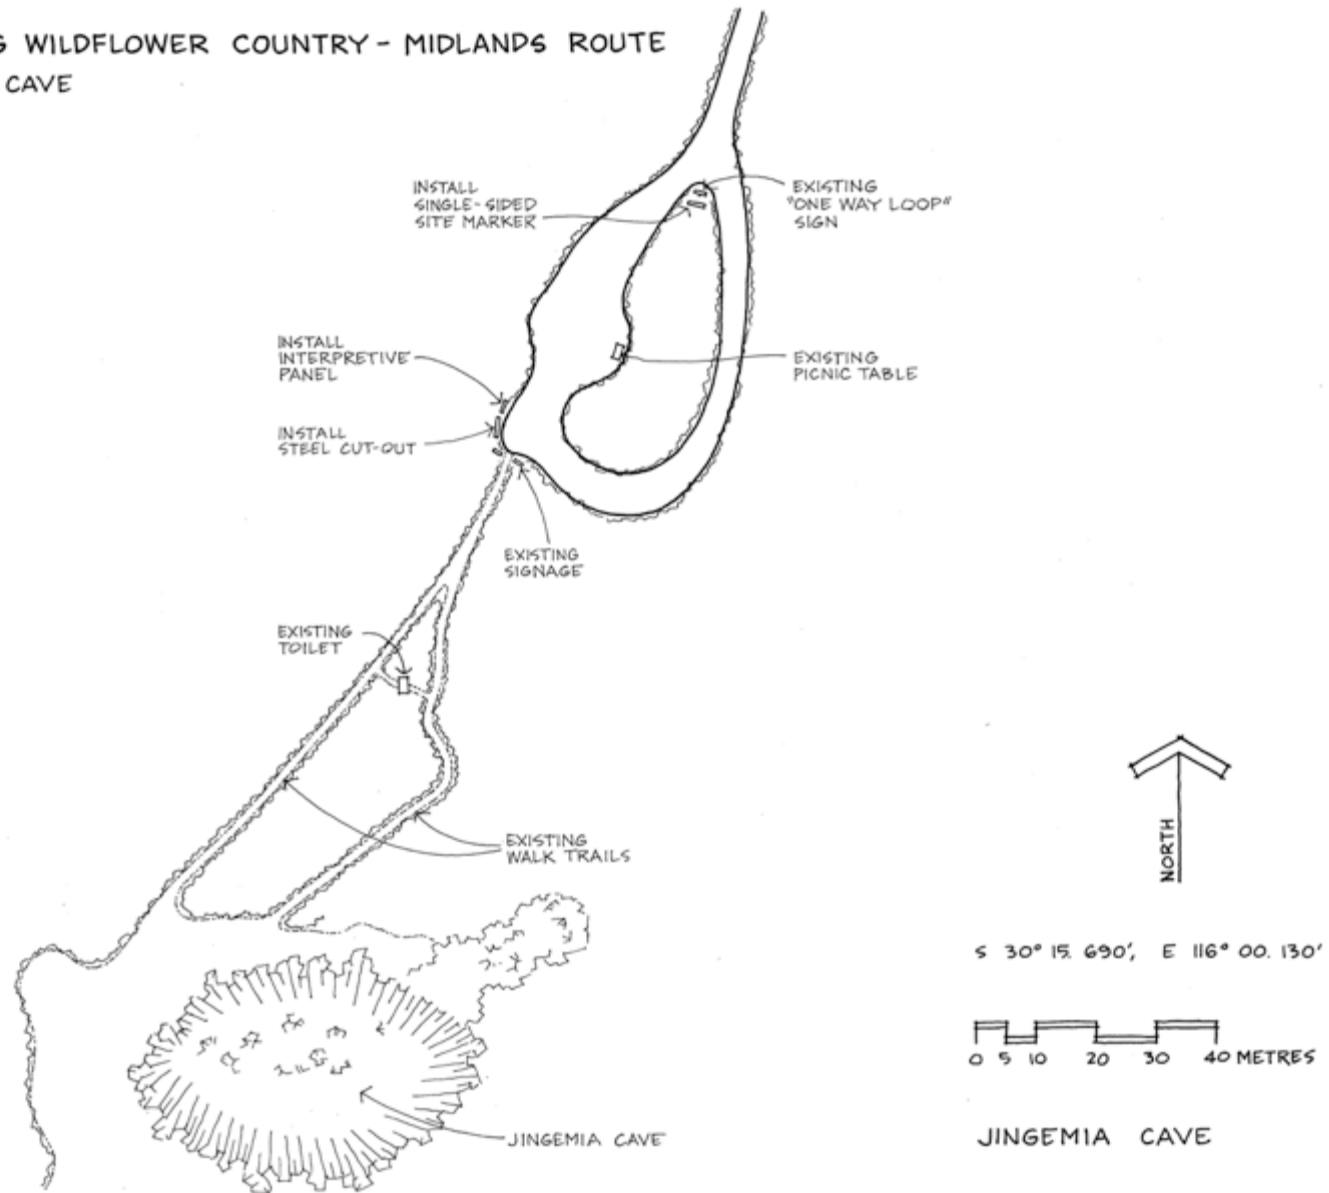 WILDFLOWER COUNTRY - MIDLANDS ROUTE
CAVE
INSTALL
SINGLE-SIDED
SITE MARKER
EXISTING
"ONE WAY LOOP"
SIGN
INSTALL
INTERPRETIVE
PANEL
EXISTING
PICNIC TABLE
INSTALL
STEEL CUT-OUT
EXISTING
SIGNAGE
EXISTING
TOILET
EXISTING
WALK TRAILS
NORTH
S 30° 15. 690', E 116° 00. 130'
0 5 10 20 30 40 METRES
JINGEMIA CAVE
JINGEMIA CAVE